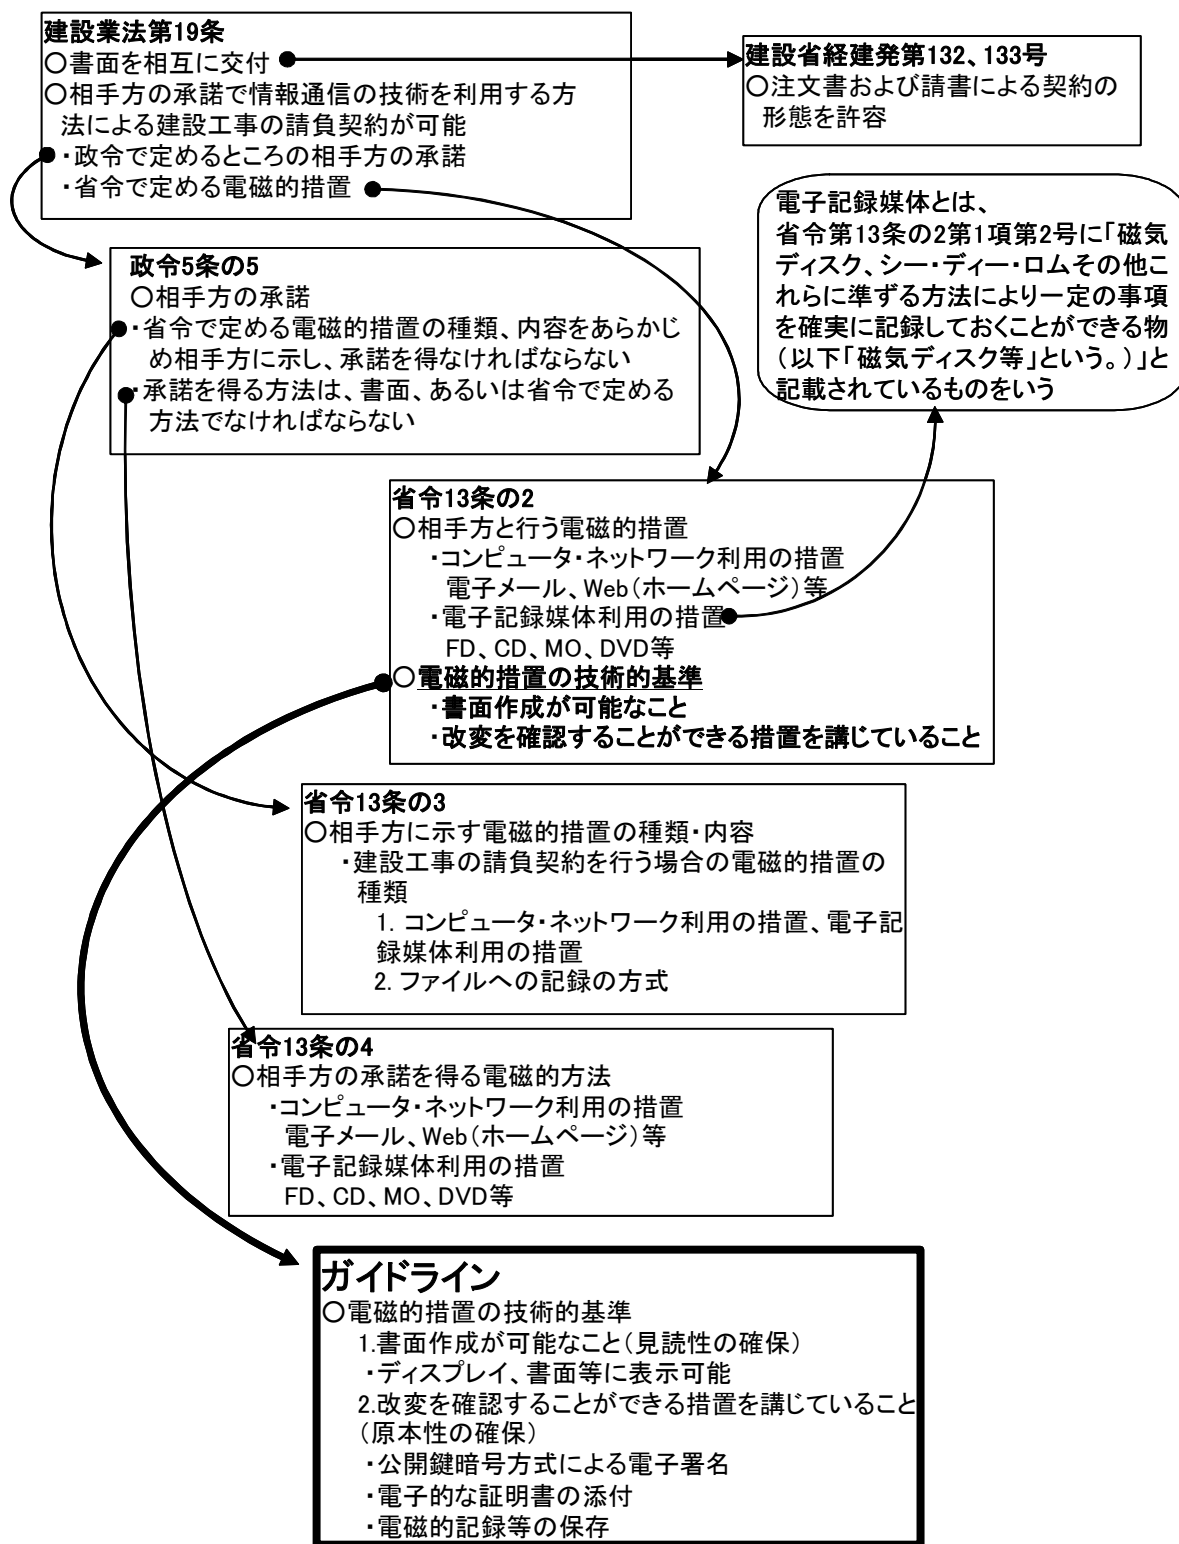 建設業法第19条
〇書面を相互に交付
〇相手方の承諾で情報通信の技術を利用する方
法による建設工事の請負契約が可能
・政令で定めるところの相手方の承諾
・省令で定める電磁的措置
建設省経建発第132、133号
〇注文書および請書による契約の
形態を許容
電子記録媒体とは、
省令第13条の2第1項第2号に「磁気
ディスク、シー・ディー・ロムその他こ
れらに準ずる方法により一定の事項
を確実に記録しておくことができる物
（以下「磁気ディスク等」という。）」と
記載されているものをいう
政令5条の5
〇相手方の承諾
・省令で定める電磁的措置の種類、内容をあらかじ
め相手方に示し、承諾を得なければならない
・承諾を得る方法は、書面、あるいは省令で定める
方法でなければならない
省令13条の2
〇相手方と行う電磁的措置
・コンピュータ・ネットワーク利用の措置
電子メール、Web（ホームページ）等
・電子記録媒体利用の措置
FD、CD、MO、DVD等
〇電磁的措置の技術的基準
・書面作成が可能なこと
・改変を確認することができる措置を講じていること
省令13条の3
〇相手方に示す電磁的措置の種類・内容
・建設工事の請負契約を行う場合の電磁的措置の
種類
1. コンピュータ・ネットワーク利用の措置、電子記
録媒体利用の措置
2. ファイルへの記録の方式
省令13条の4
〇相手方の承諾を得る電磁的方法
・コンピュータ・ネットワーク利用の措置
電子メール、Web（ホームページ）等
・電子記録媒体利用の措置
FD、CD、MO、DVD等
ガイドライン
〇電磁的措置の技術的基準
1.書面作成が可能なこと（見読性の確保）
・ディスプレイ、書面等に表示可能
2.改変を確認することができる措置を講じていること
（原本性の確保）
・公開鍵暗号方式による電子署名
・電子的な証明書の添付
・電磁的記録等の保存